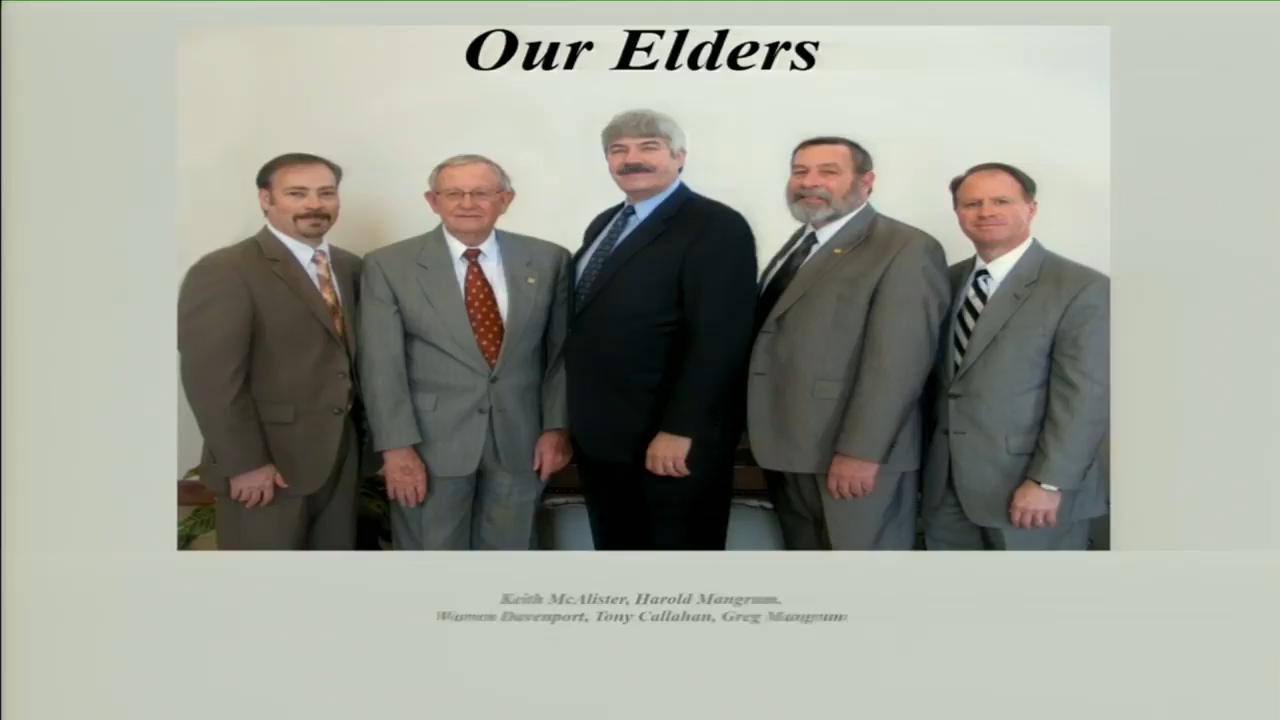 Our Elders
Keith McAlister, Harold Mangrum.
Davenport, Tony Callahan, Greg Mangrum